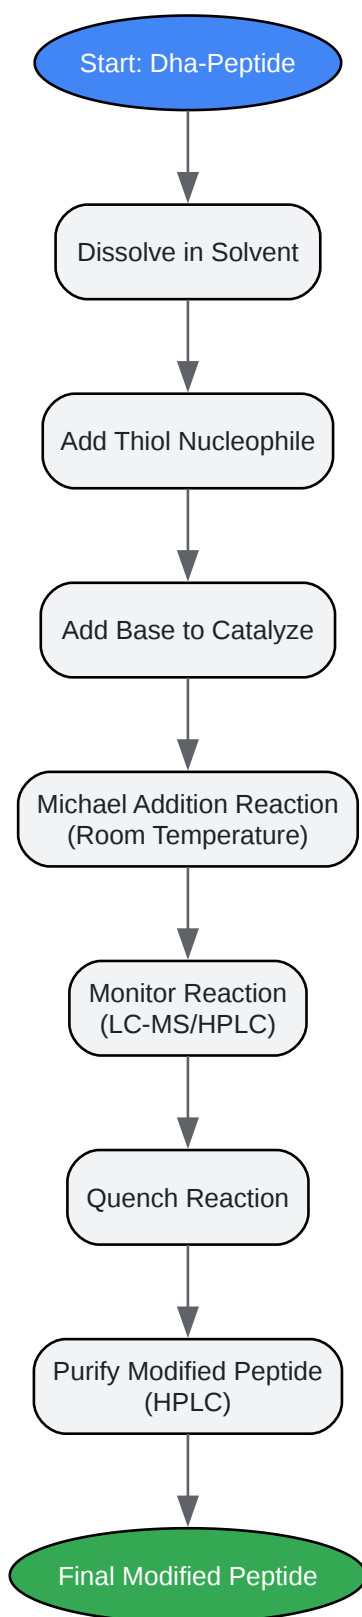 Start: Dha-Peptide
Dissolve in Solvent
Add Thiol Nucleophile
Add Base to Catalyze
Michael Addition Reaction
(Room Temperature)
Monitor Reaction
(LC-MS/HPLC)
Quench Reaction
Purify Modified Peptide
(HPLC)
Final Modified Peptide